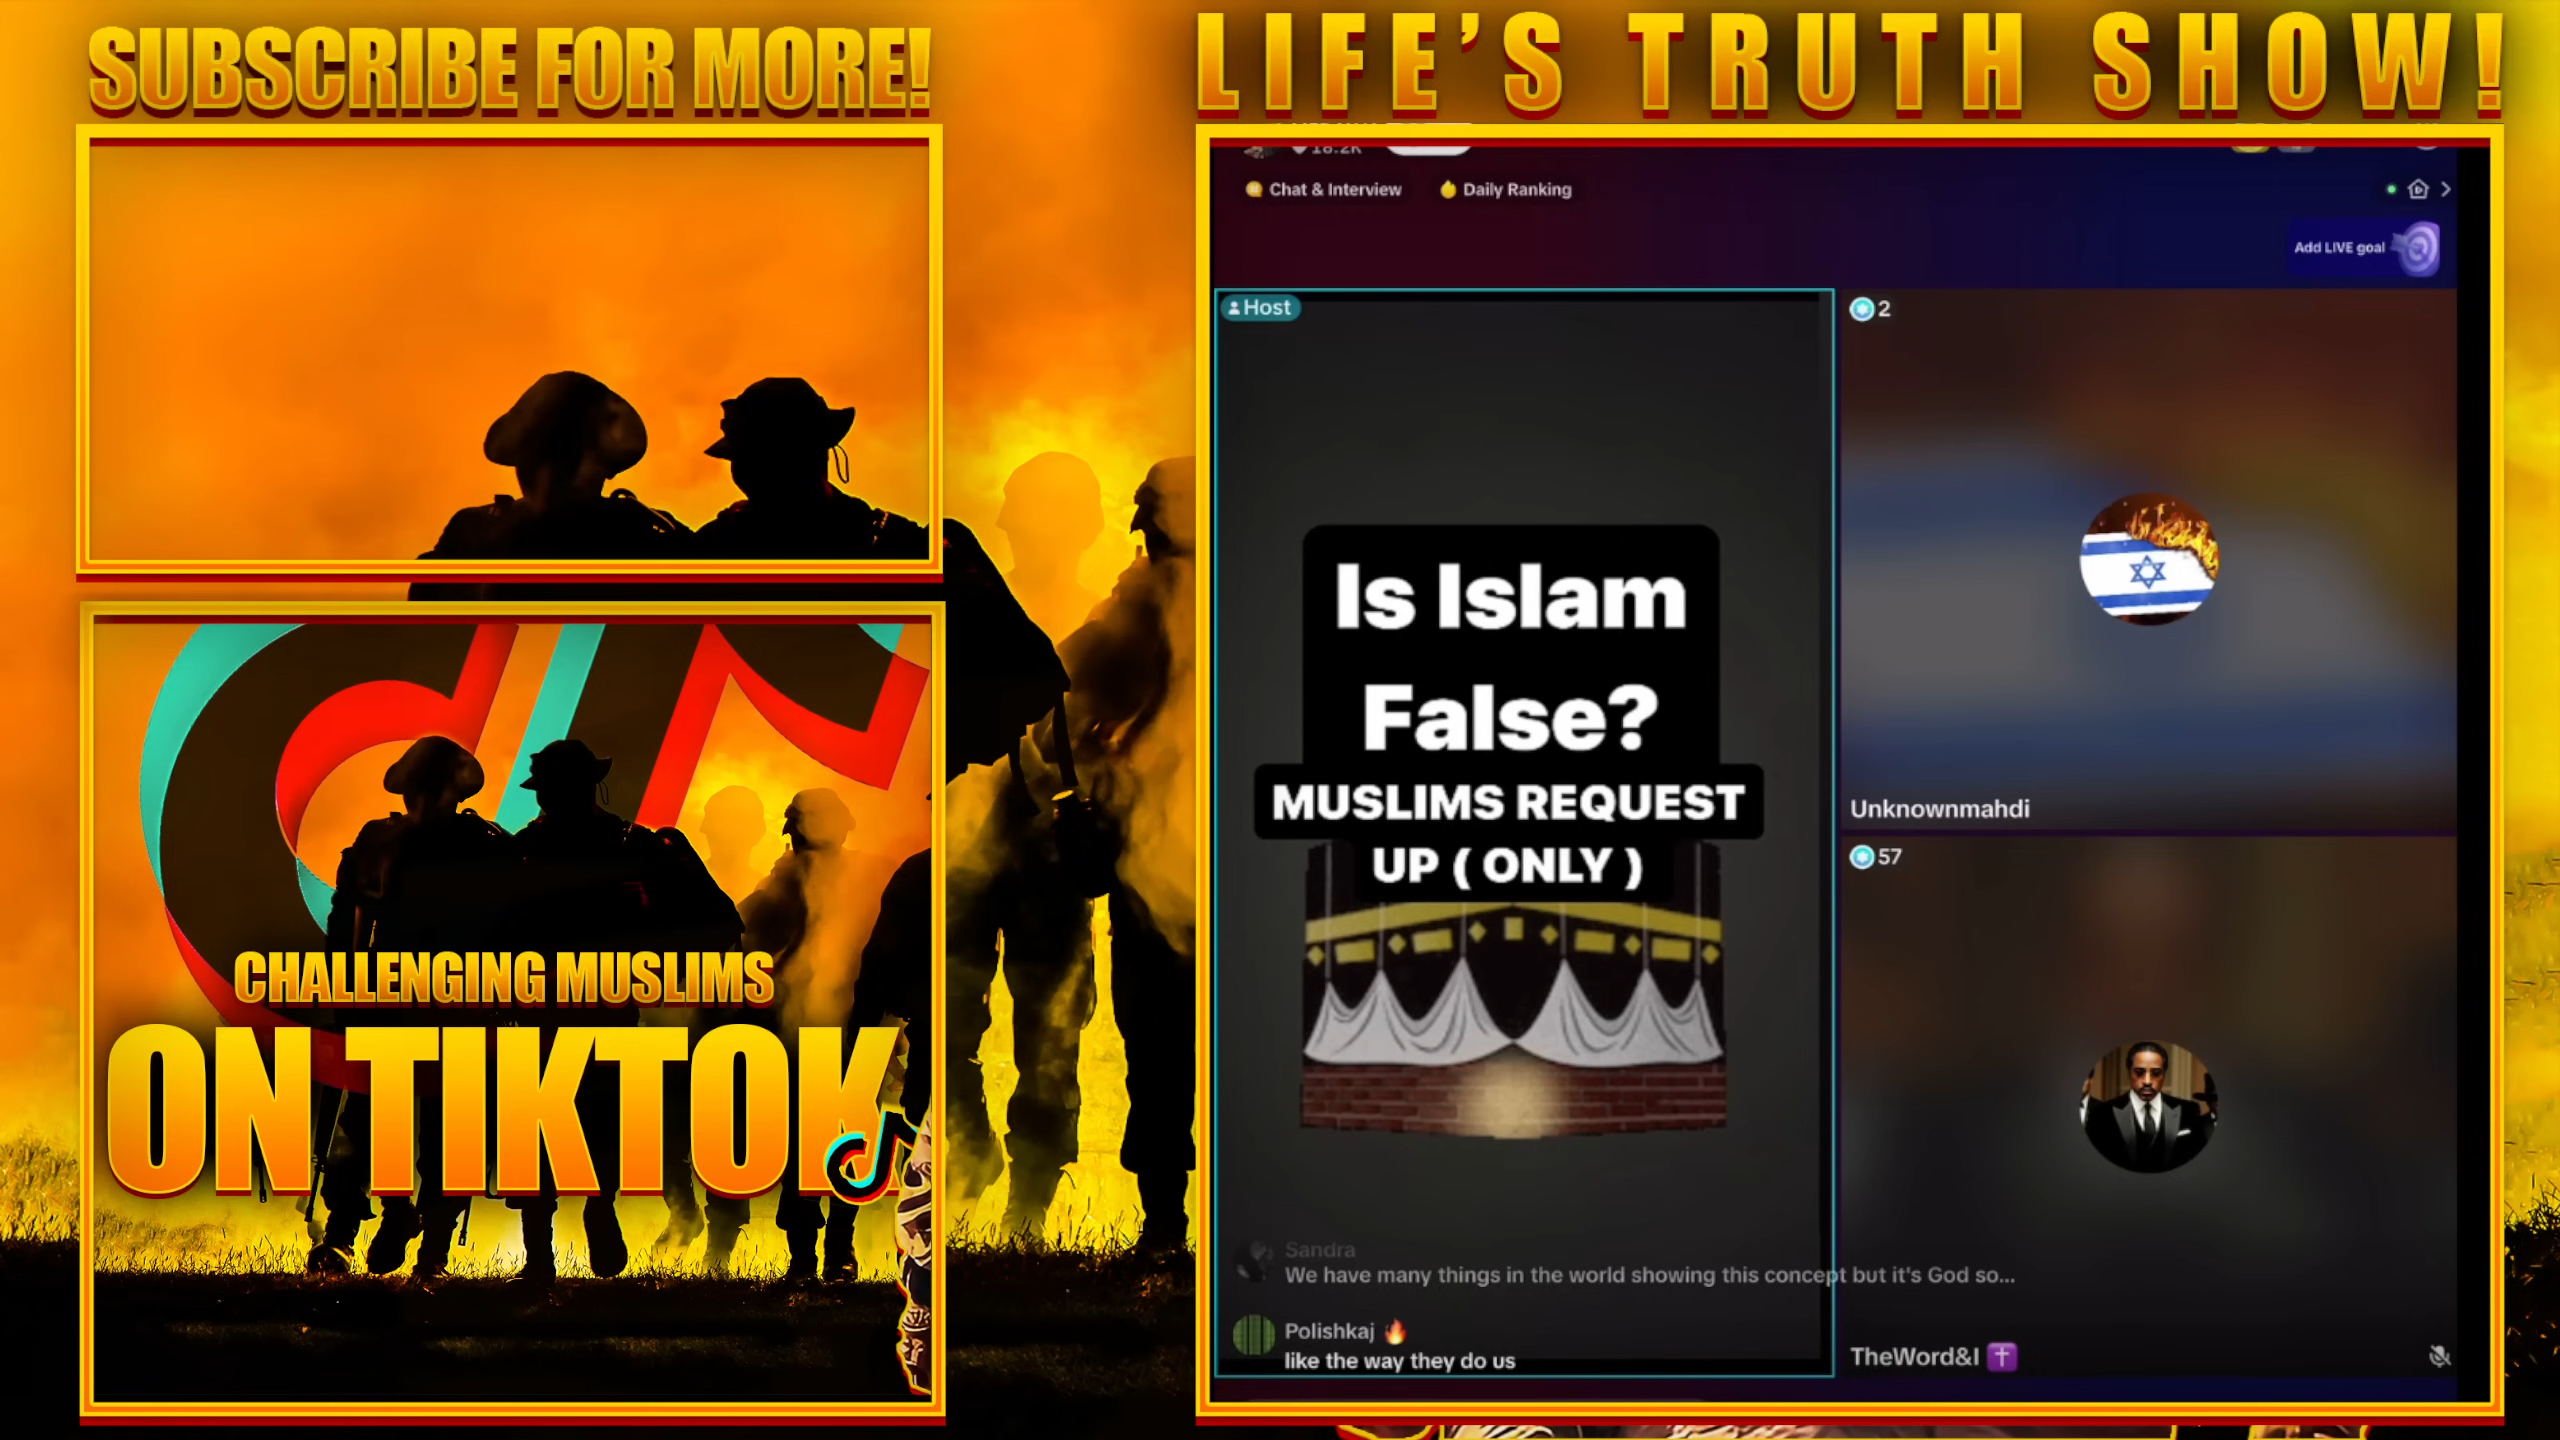 SUBSCRIBE FOR MORE!
LIFE'S TRUTH SHOW!
18.2K
Chat & Interview
Daily Ranking
Add LIVE goal
Host
2
Is Islam
False?
MUSLIMS REQUEST
UP ( ONLY )
Unknownmahdi
57
CHALLENGING MUSLIMS
ON TIKTOK
Sandra
We have many things in the world showing this concept but it's God so...
Polishkaj 🔥
like the way they do us
TheWord&I ✝️